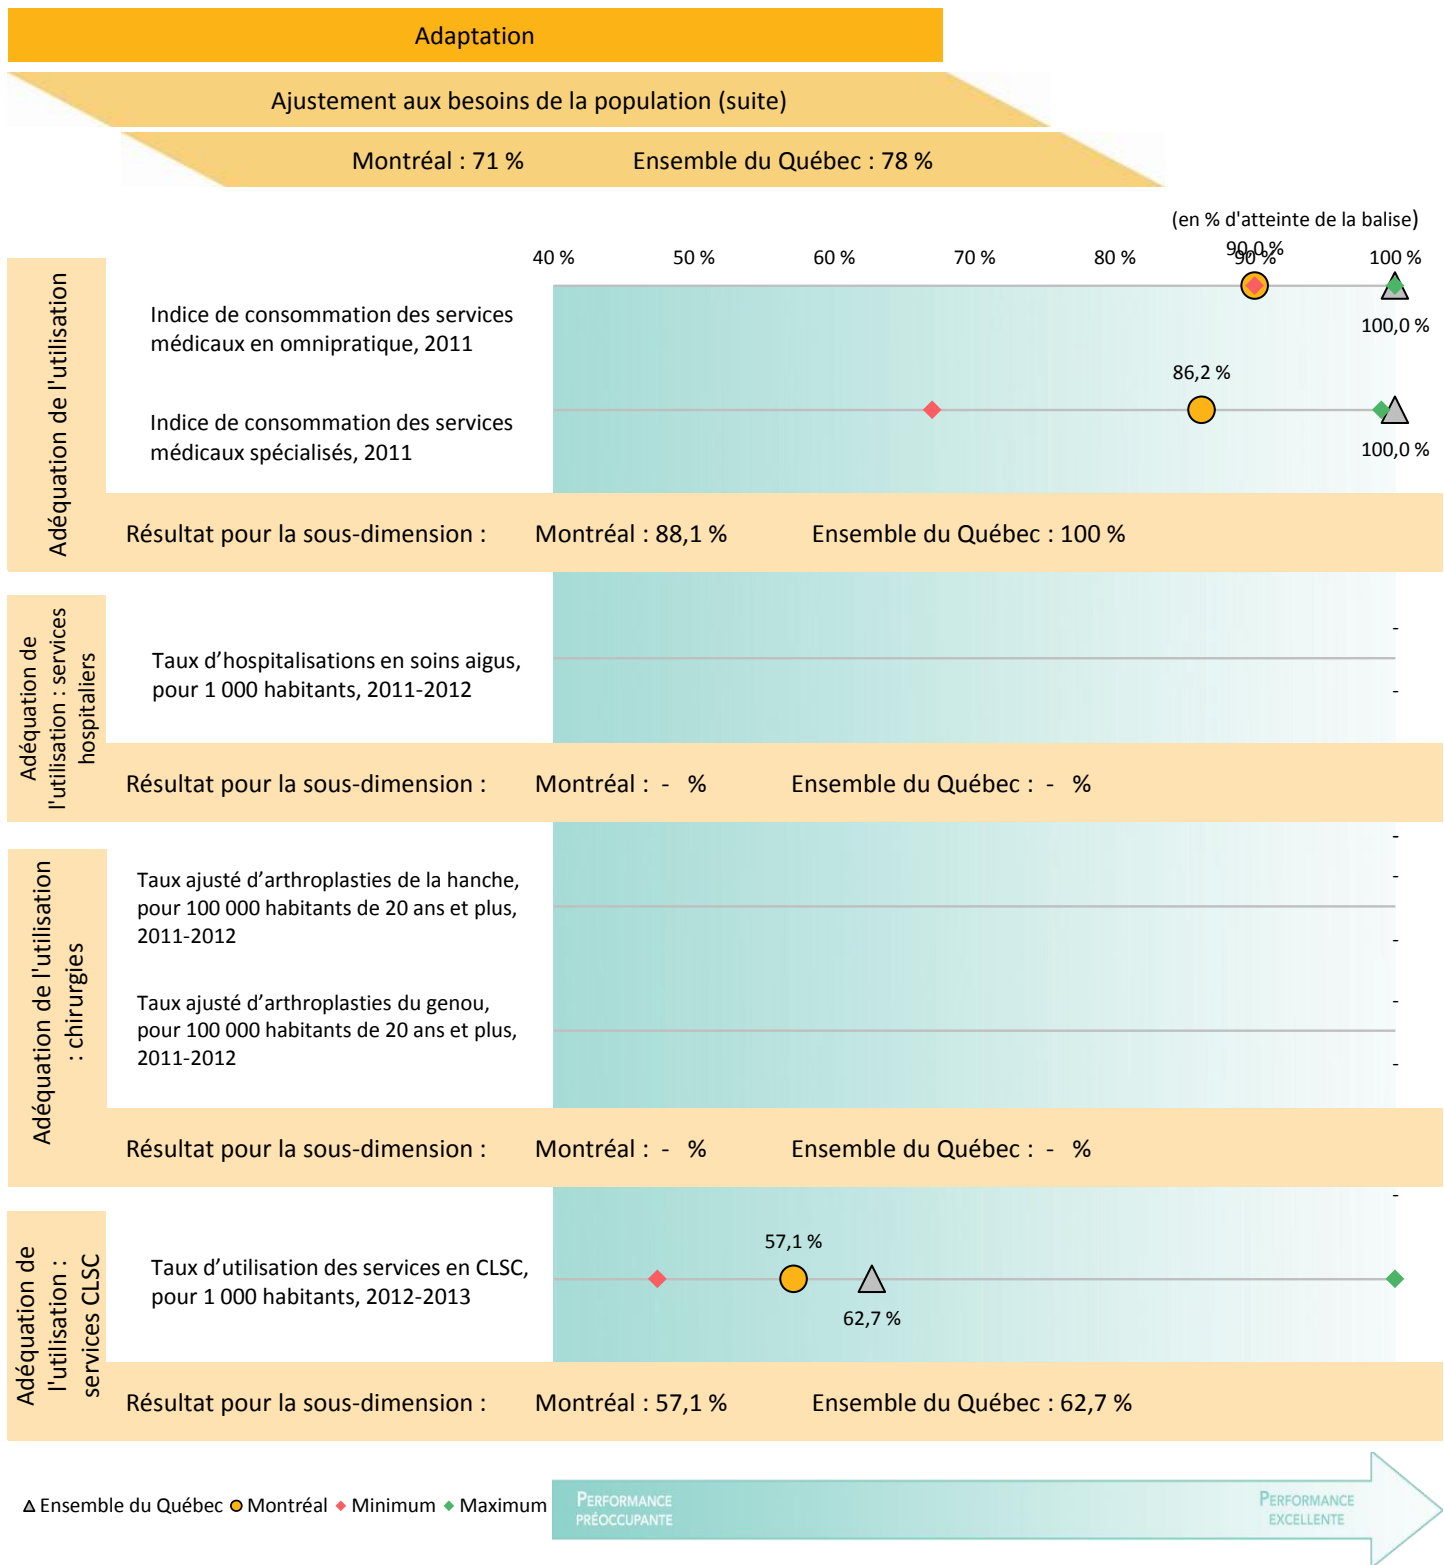 Adaptation
Ajustement aux besoins de la population (suite)
Montréal : 71 % Ensemble du Québec : 78 %
(en % d'atteinte de la balise)
40 % 50 % 60 % 70 % 80 % 90 % 100 %
90,0 %
Adéquation de l'utilisation
Indice de consommation des services
médicaux en omnipratique, 2011
100,0 %
86,2 %
Indice de consommation des services
médicaux spécialisés, 2011
100,0 %
Résultat pour la sous-dimension : Montréal : 88,1 % Ensemble du Québec : 100 %
Adéquation de
l'utilisation : services
hospitaliers
-
Taux d’hospitalisations en soins aigus,
pour 1 000 habitants, 2011-2012
-
Résultat pour la sous-dimension : Montréal : - % Ensemble du Québec : - %
-
Adéquation de l'utilisation
: chirurgies
-
Taux ajusté d’arthroplasties de la hanche,
pour 100 000 habitants de 20 ans et plus,
2011-2012
-
-
Taux ajusté d’arthroplasties du genou,
pour 100 000 habitants de 20 ans et plus,
2011-2012
-
Résultat pour la sous-dimension : Montréal : - % Ensemble du Québec : - %
-
Adéquation de
l'utilisation :
services CLSC
57,1 %
Taux d’utilisation des services en CLSC,
pour 1 000 habitants, 2012-2013
62,7 %
Résultat pour la sous-dimension : Montréal : 57,1 % Ensemble du Québec : 62,7 %
Ensemble du Québec Montréal Minimum Maximum
PERFORMANCE
PRÉOCCUPANTE
PERFORMANCE
EXCELLENTE